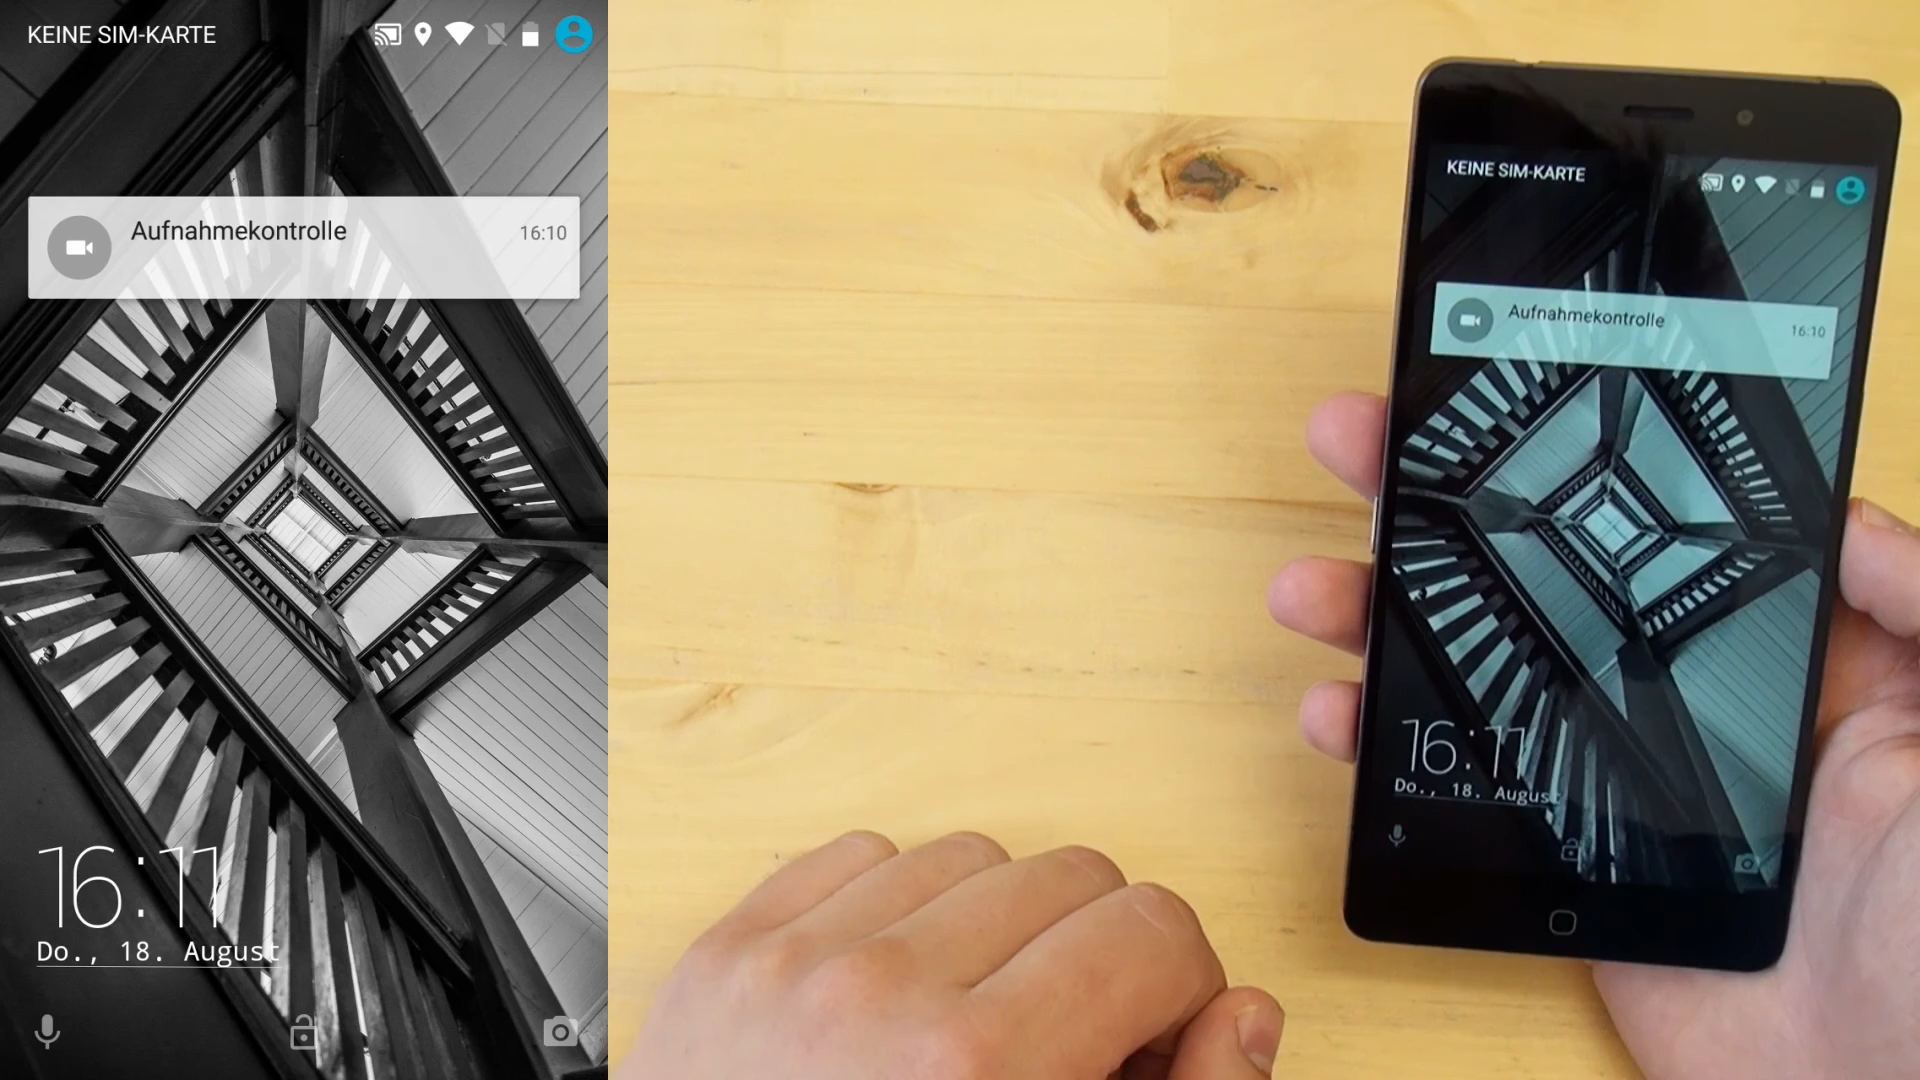 KEINE SIM-KARTE
Aufnahmekontrolle 16:10
16:11
Do., 18. August
KEINE SIM-KARTE
Aufnahmekontrolle 16:10
16:11
Do., 18. August